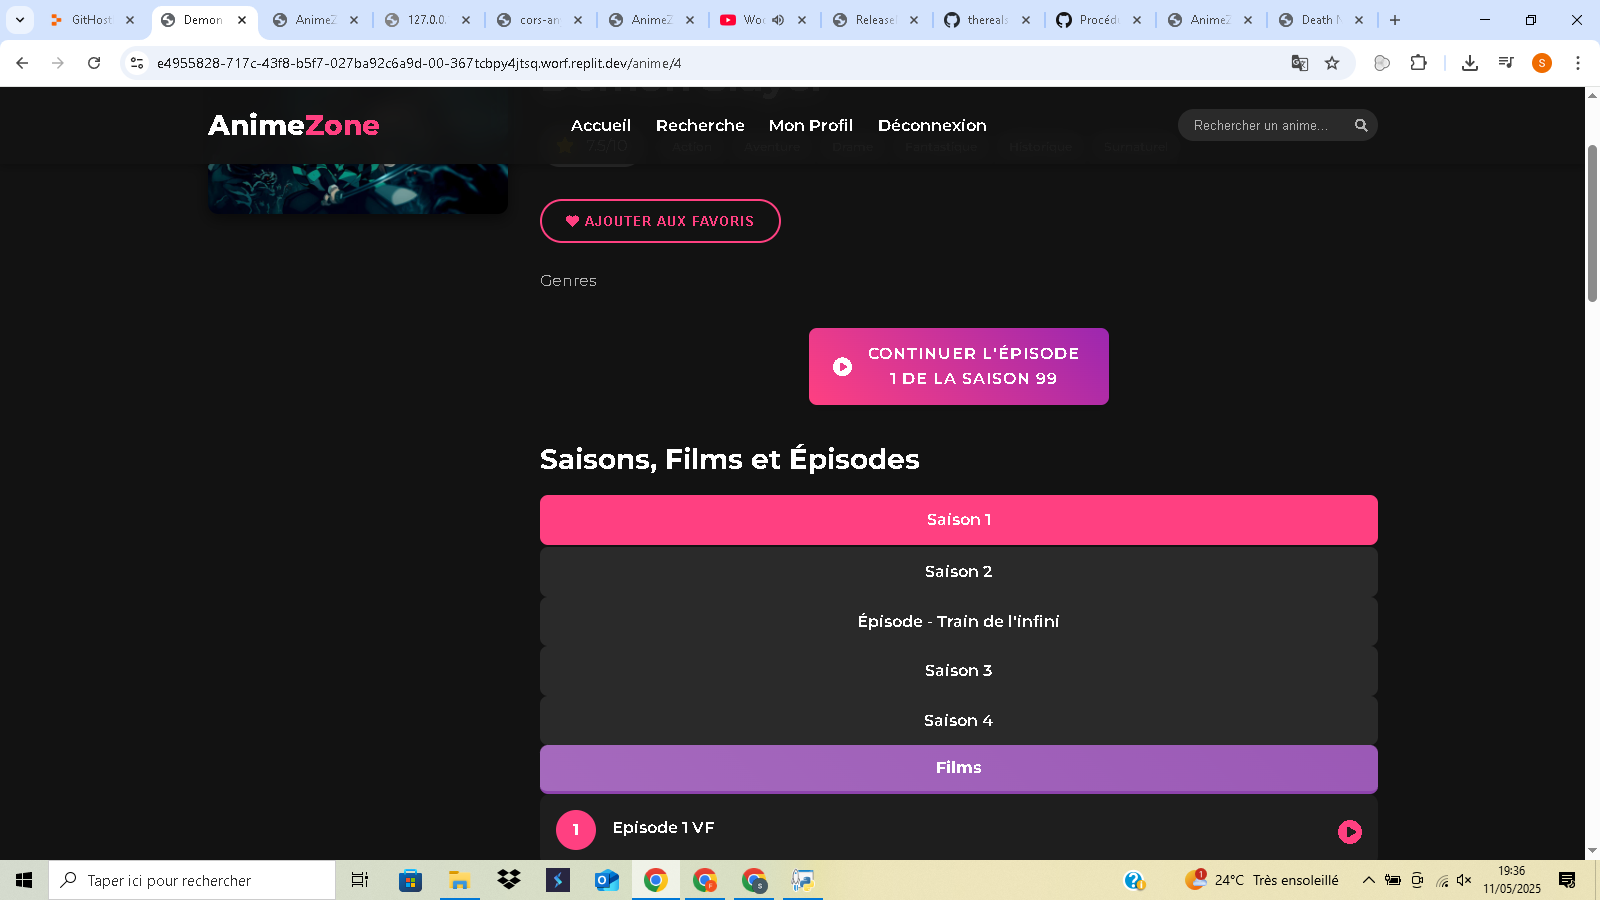 GitHost
Demon
AnimeZ
127.0.0.
cors-an
AnimeZ
Woo
Release
thereals
Procéd
AnimeZ
Death N
e4955828-717c-43f8-b5f7-027ba92c6a9d-00-367tcbpy4jtsq.worf.replit.dev/anime/4
S
AnimeZone
Accueil
Recherche
Mon Profil
Déconnexion
Rechercher un anime...
7.5/10
Action
Aventure
Drame
Fantastique
Historique
Surnaturel
AJOUTER AUX FAVORIS
Genres
CONTINUER L'ÉPISODE
1 DE LA SAISON 99
Saisons, Films et Épisodes
Saison 1
Saison 2
Épisode - Train de l'infini
Saison 3
Saison 4
Films
1
Episode 1 VF
Taper ici pour rechercher
1
24°C Très ensoleillé
19:36
11/05/2025